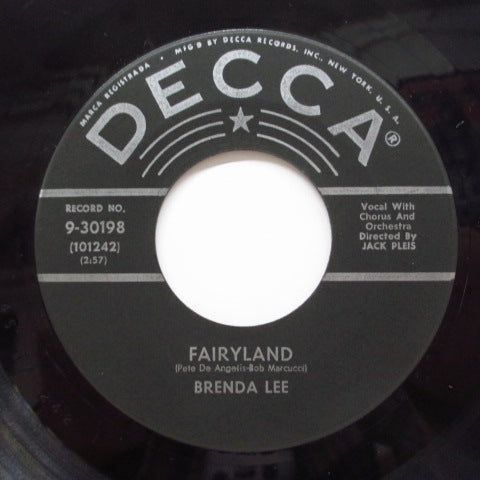 MARCA REGISTRADA • MF'G'D BY DECCA RECORDS, INC., NEW YORK, U. S. A.
DECCA®
RECORD NO.
9-30198
(101242)
(2:57)
Vocal With
Chorus And
Orchestra
Directed By
JACK PLEIS
FAIRYLAND
(Pete De Angelis-Bob Marcucci)
BRENDA LEE